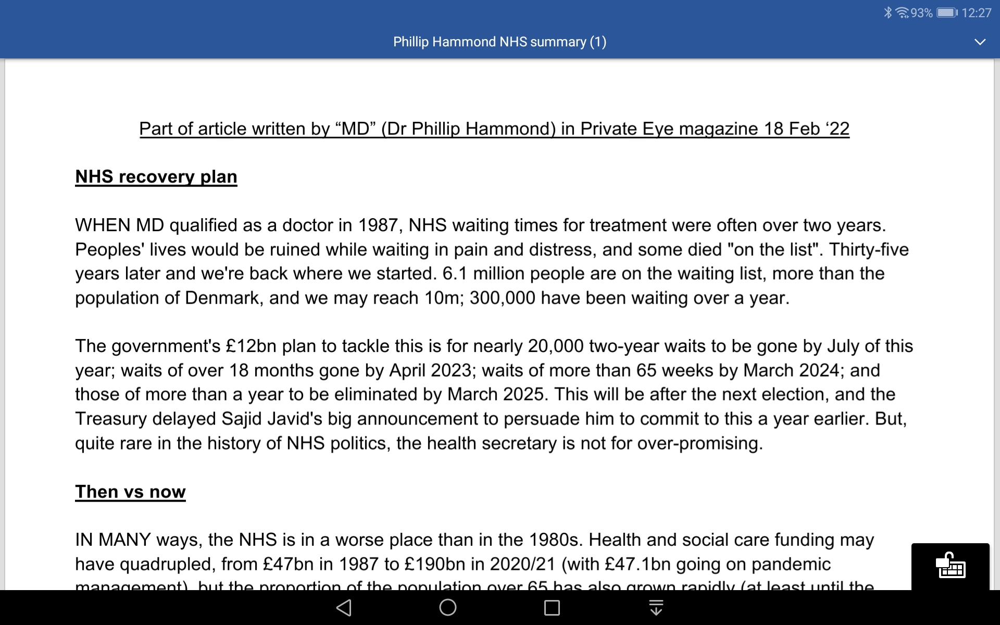 93% 12:27
Phillip Hammond NHS summary (1)
Part of article written by “MD” (Dr Phillip Hammond) in Private Eye magazine 18 Feb ‘22
NHS recovery plan
WHEN MD qualified as a doctor in 1987, NHS waiting times for treatment were often over two years.
Peoples' lives would be ruined while waiting in pain and distress, and some died "on the list". Thirty-five
years later and we're back where we started. 6.1 million people are on the waiting list, more than the
population of Denmark, and we may reach 10m; 300,000 have been waiting over a year.
The government's £12bn plan to tackle this is for nearly 20,000 two-year waits to be gone by July of this
year; waits of over 18 months gone by April 2023; waits of more than 65 weeks by March 2024; and
those of more than a year to be eliminated by March 2025. This will be after the next election, and the
Treasury delayed Sajid Javid's big announcement to persuade him to commit to this a year earlier. But,
quite rare in the history of NHS politics, the health secretary is not for over-promising.
Then vs now
IN MANY ways, the NHS is in a worse place than in the 1980s. Health and social care funding may
have quadrupled, from £47bn in 1987 to £190bn in 2020/21 (with £47.1bn going on pandemic
management), but the proportion of the population over 65 has also grown rapidly (at least until the